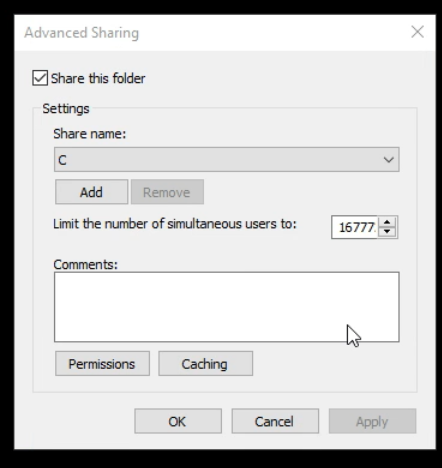 Advanced Sharing
Share this folder
Settings
Share name:
C
Add Remove
Limit the number of simultaneous users to: 16777
Comments:
Permissions Caching
OK Cancel Apply